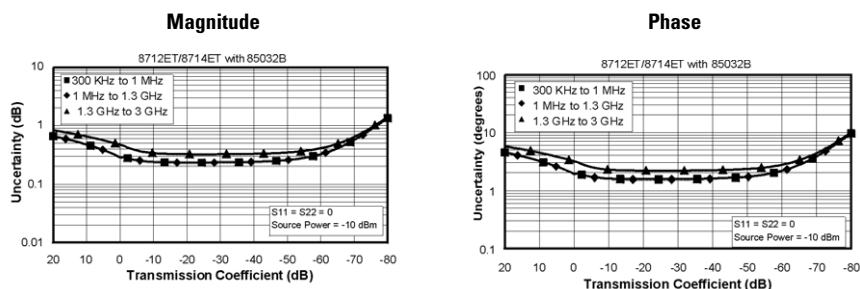 Magnitude
8712ET/8714ET with 85032B
Uncertainty (dB)
10
1
0.1
0.01
300 KHz to 1 MHz
1 MHz to 1.3 GHz
1.3 GHz to 3 GHz
S11 = S22 = 0
Source Power = -10 dBm
20 10 0 -10 -20 -30 -40 -50 -60 -70 -80
Transmission Coefficient (dB)
Phase
8712ET/8714ET with 85032B
Uncertainty (degrees)
100
10
1
0.1
300 KHz to 1 MHz
1 MHz to 1.3 GHz
1.3 GHz to 3 GHz
S11 = S22 = 0
Source Power = -10 dBm
20 10 0 -10 -20 -30 -40 -50 -60 -70 -80
Transmission Coefficient (dB)